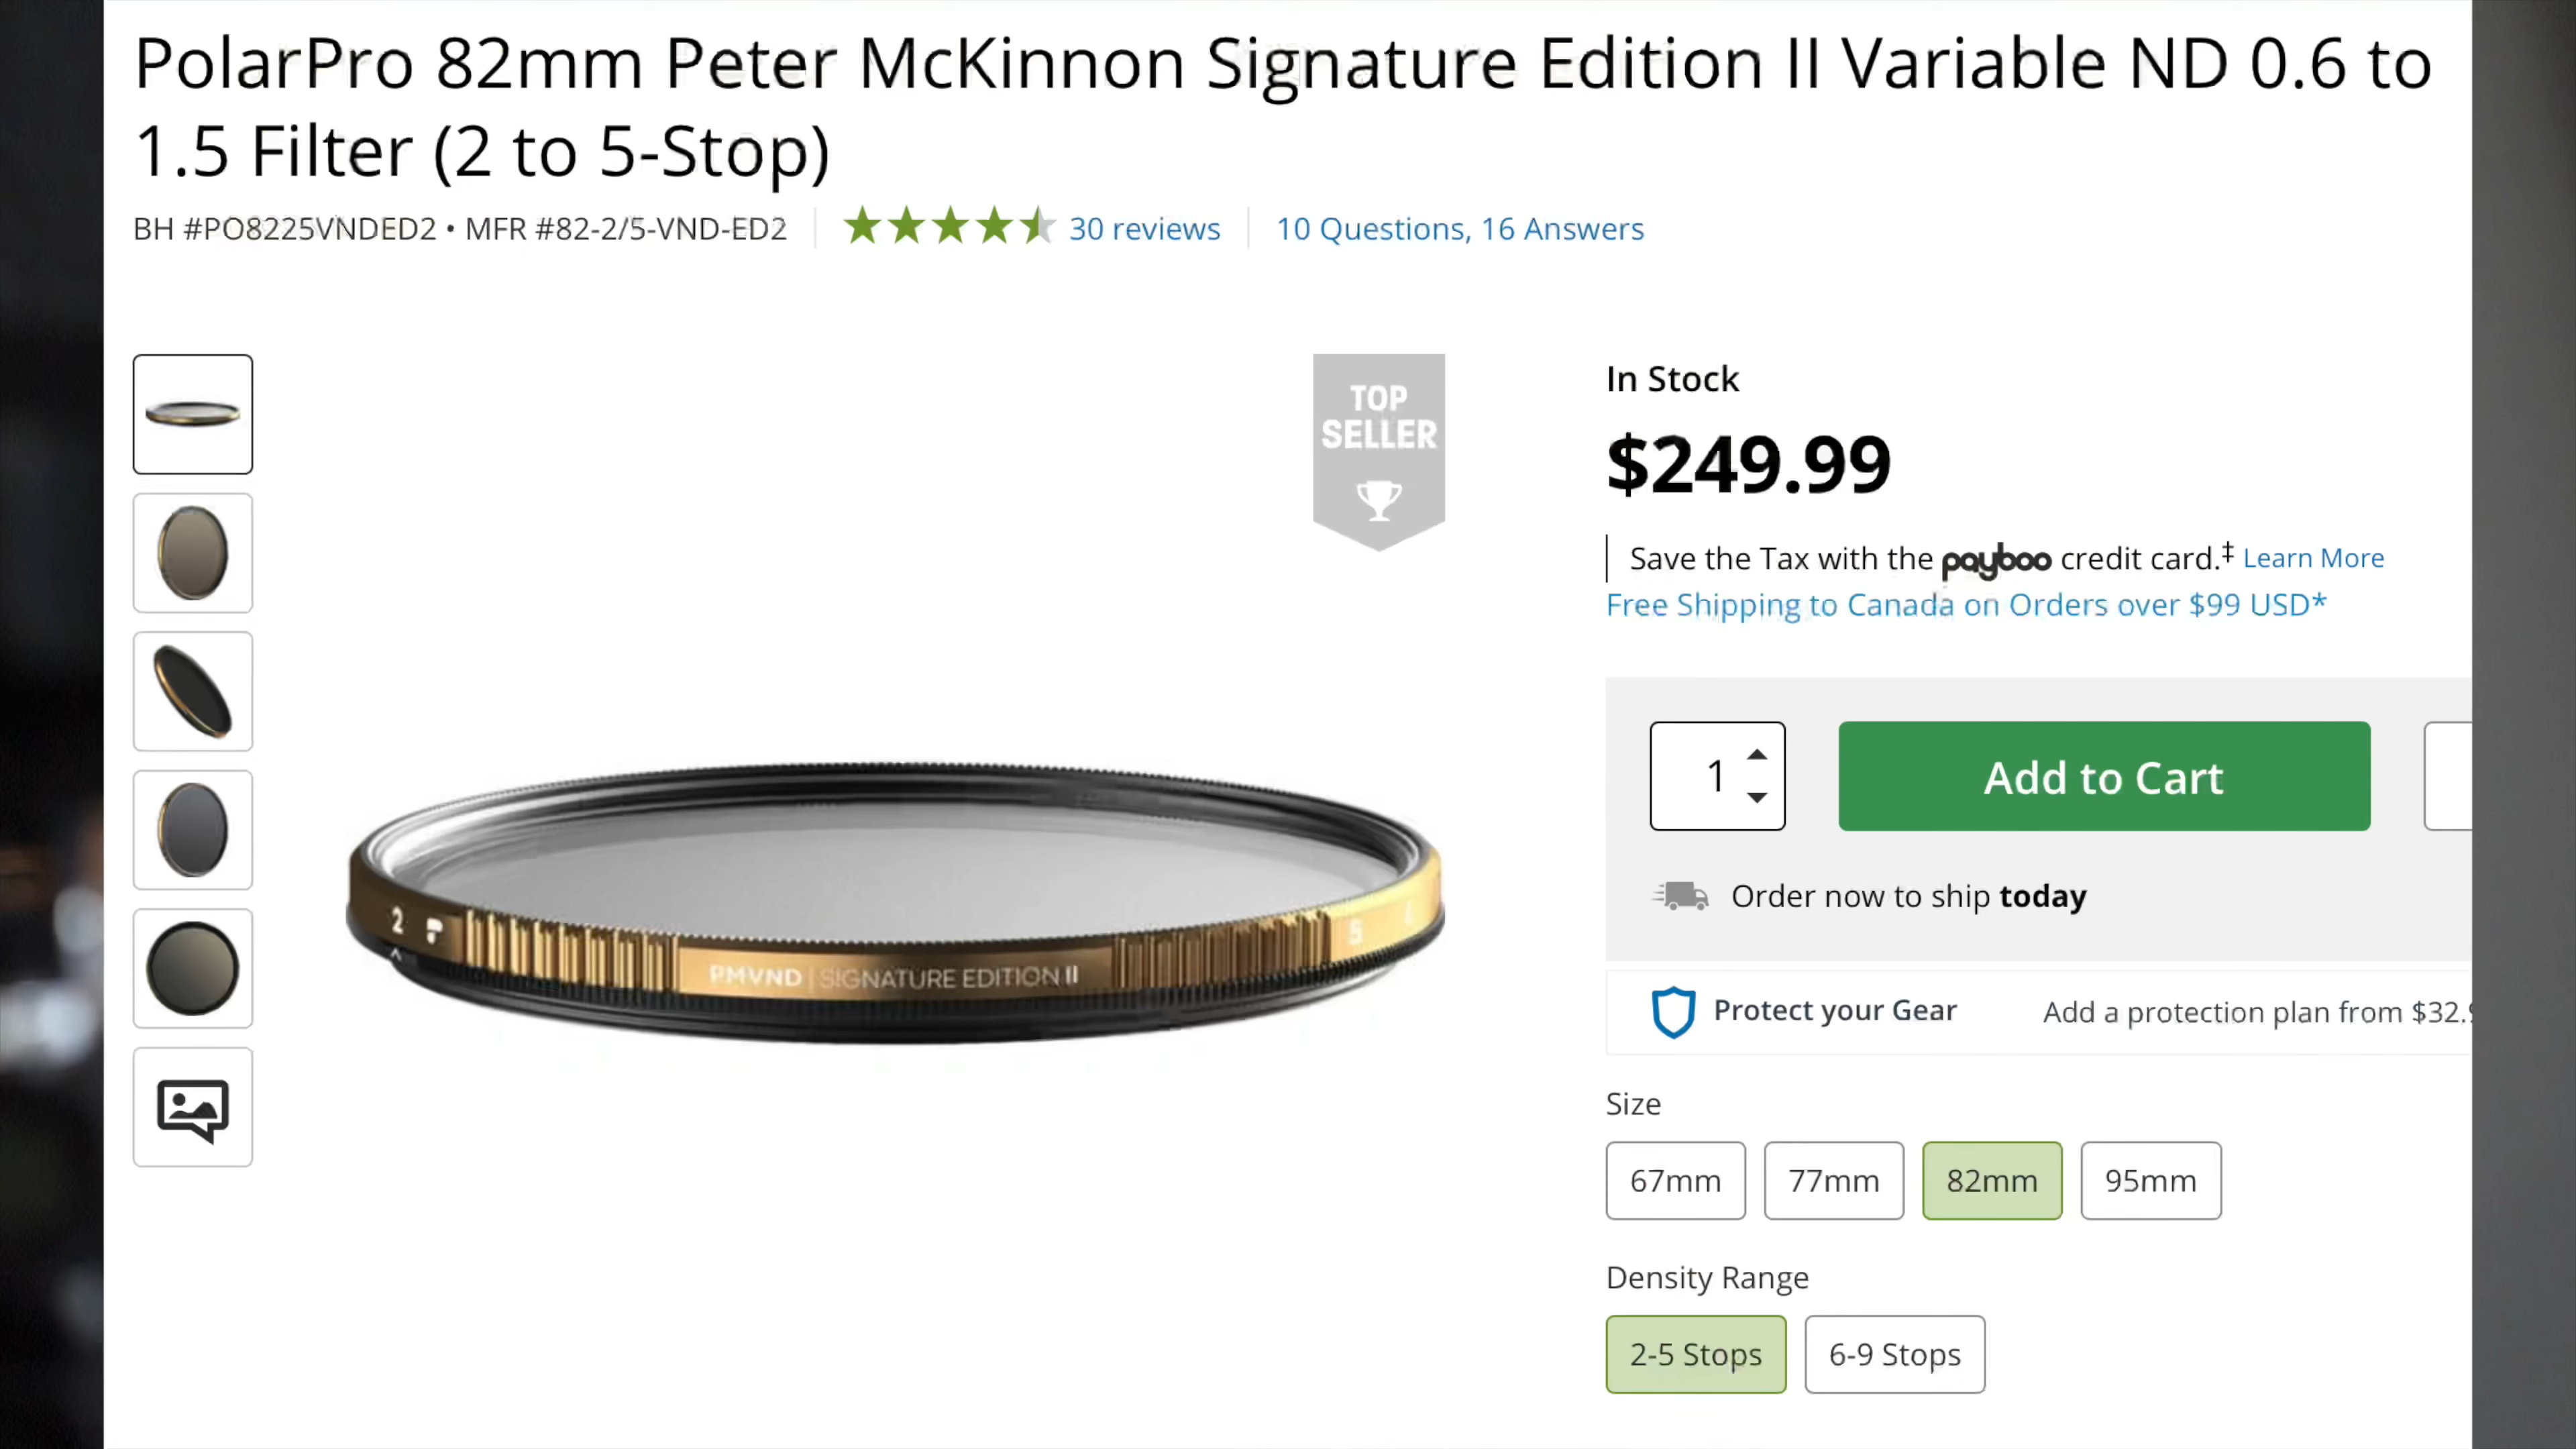 PolarPro 82mm Peter McKinnon Signature Edition II Variable ND 0.6 to
1.5 Filter (2 to 5-Stop)
BH #PO8225VNDED2 • MFR #82-2/5-VND-ED2
30 reviews
10 Questions, 16 Answers
TOP
SELLER
In Stock
$249.99
Save the Tax with the payboo credit card.‡ Learn More
Free Shipping to Canada on Orders over $99 USD*
1
Add to Cart
Order now to ship today
2
5
PMVND | SIGNATURE EDITION II
Protect your Gear
Add a protection plan from $32.9
Size
67mm
77mm
82mm
95mm
Density Range
2-5 Stops
6-9 Stops